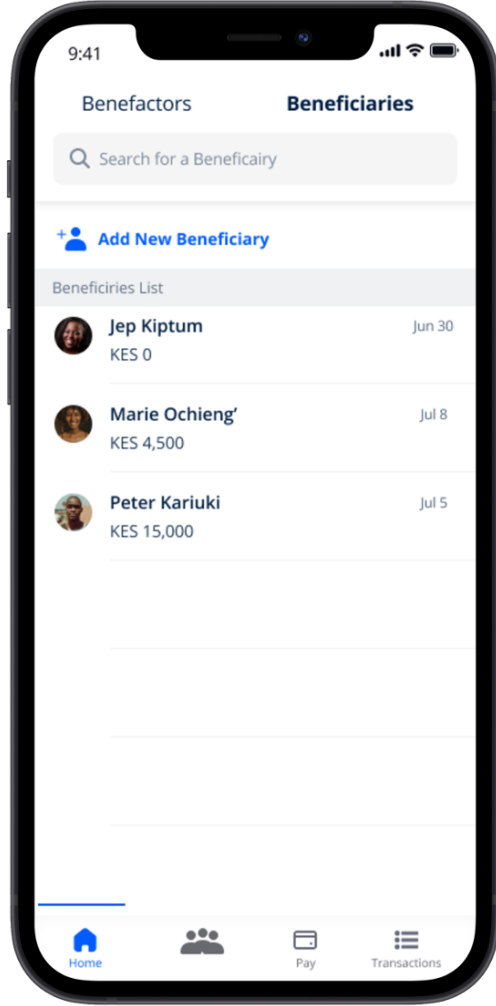 9:41
Benefactors Beneficiaries
Search for a Beneficairy
Add New Beneficiary
Beneficiries List
Jep Kiptum Jun 30
KES 0
Marie Ochieng’ Jul 8
KES 4,500
Peter Kariuki Jul 5
KES 15,000
Home Pay Transactions